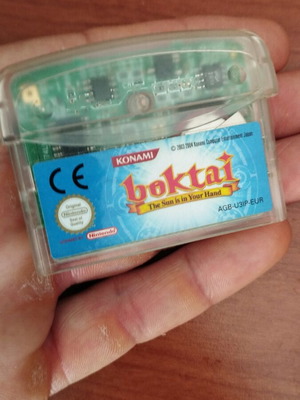 KONAMI
© 2003 2004 Konami Computer Entertainment Japan
CE
boktai
The Sun is in Your Hand
Original
Nintendo
Seal of
Quality
Nintendo
AGB-U3IP-EUR